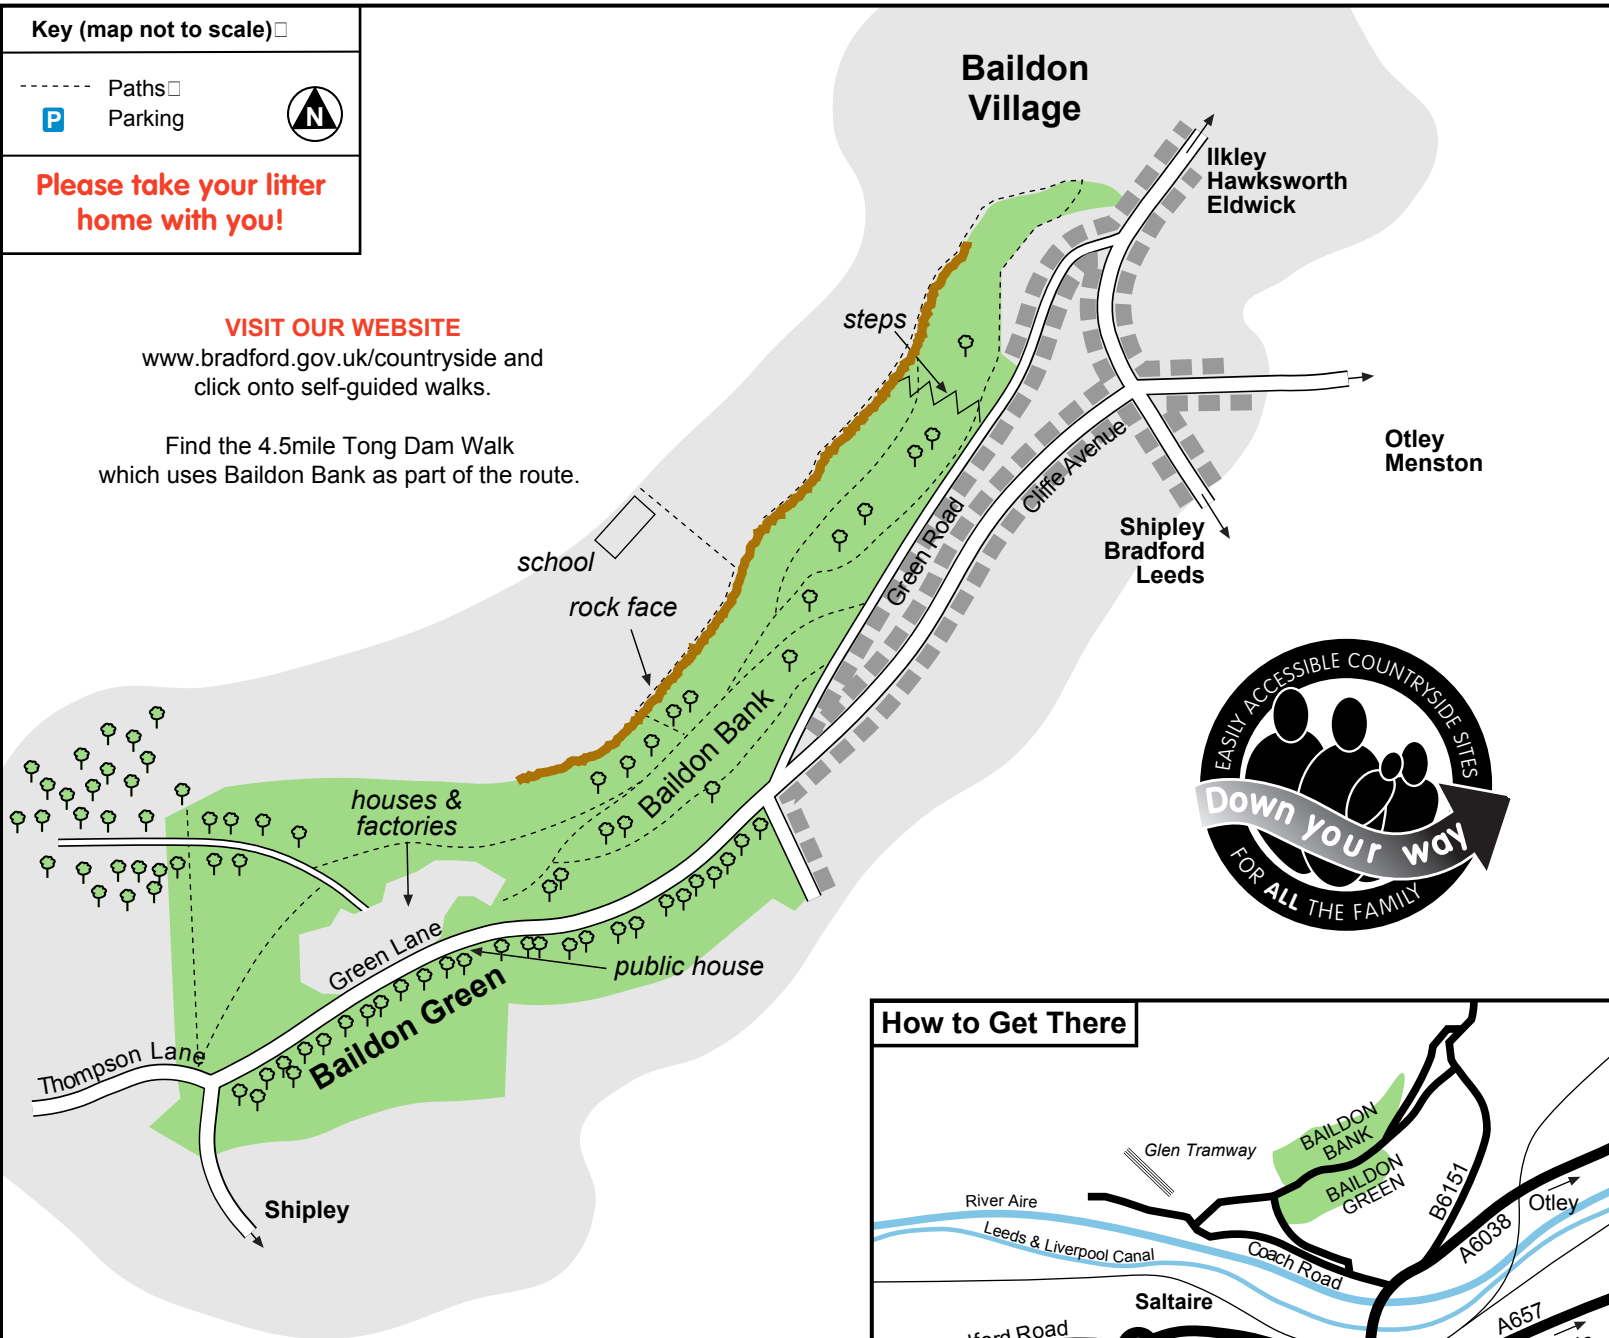 Key (map not to scale)
Paths
P
Parking
N
Please take your litter
home with you!
VISIT OUR WEBSITE
www.bradford.gov.uk/countryside and
click onto self-guided walks.
Find the 4.5mile Tong Dam Walk
which uses Baildon Bank as part of the route.
Baildon
Village
Ilkley
Hawksworth
Eldwick
steps
Otley
Menston
Cliffe Avenue
Green Road
Shipley
Bradford
Leeds
school
rock face
Baildon Bank
houses &
factories
Green Lane
public house
Baildon Green
Thompson Lane
Shipley
EASILY ACCESSIBLE COUNTRYSIDE SITES
Down your way
FOR ALL THE FAMILY
How to Get There
Glen Tramway
BAILDON
BANK
BAILDON
GREEN
B6151
River Aire
Leeds & Liverpool Canal
Coach Road
A6038
Otley
Saltaire
Road
A657